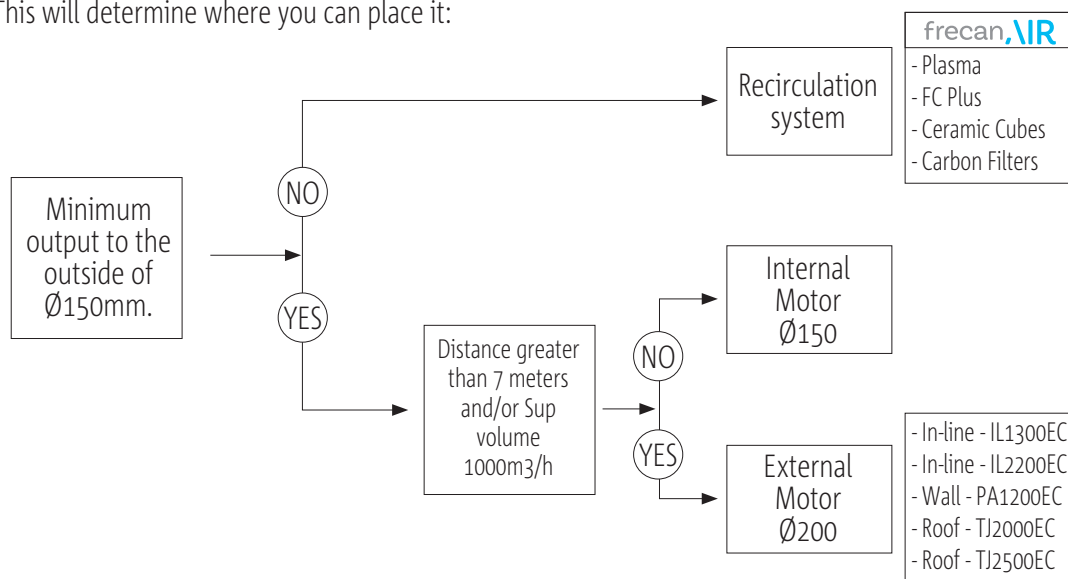 This will determine where you can place it:
frecan AIR
Recirculation
system
- Plasma
- FC Plus
- Ceramic Cubes
- Carbon Filters
NO
Minimum
output to the
outside of
Ø150mm.
YES
Internal
Motor
Ø150
Distance greater
than 7 meters
and/or Sup
volume
1000m3/h
NO
YES
External
Motor
Ø200
- In-line - IL1300EC
- In-line - IL2200EC
- Wall - PA1200EC
- Roof - TJ2000EC
- Roof - TJ2500EC